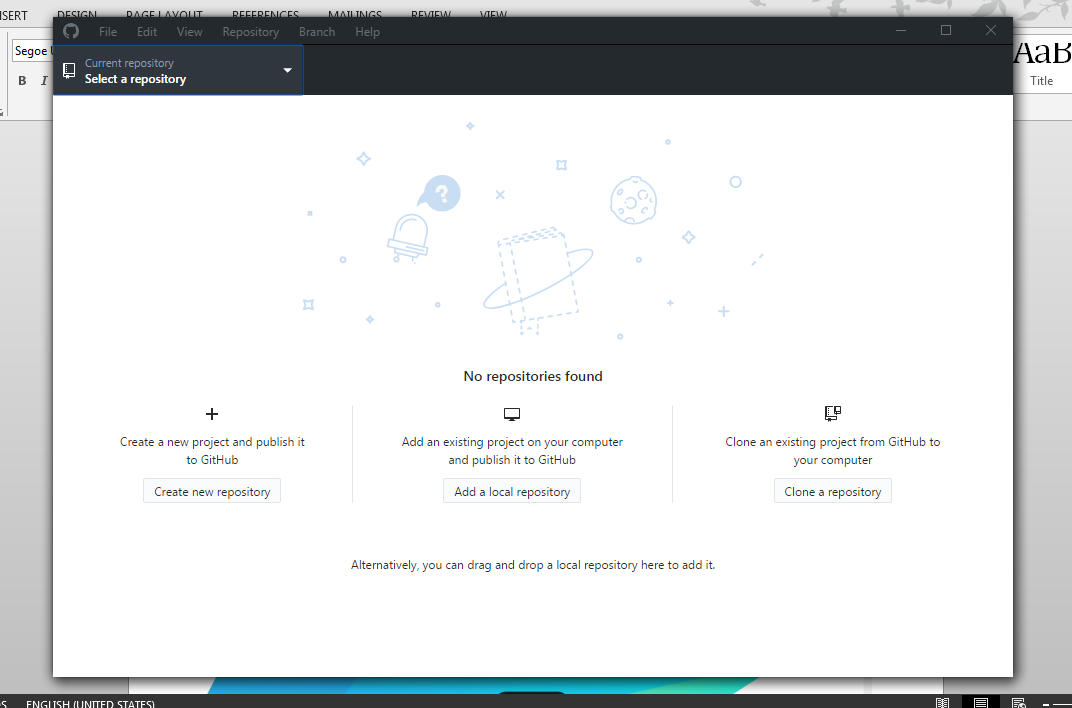 DESIGN PAGE LAYOUT REFERENCES MAILINGS REVIEW VIEW
File Edit View Repository Branch Help
Segoe
Current repository
Select a repository
B I
AaB
Title
?
No repositories found
Create a new project and publish it
to GitHub
Create new repository
Add an existing project on your computer
and publish it to GitHub
Add a local repository
Clone an existing project from GitHub to
your computer
Clone a repository
Alternatively, you can drag and drop a local repository here to add it.
ENGLISH (UNITED STATES)